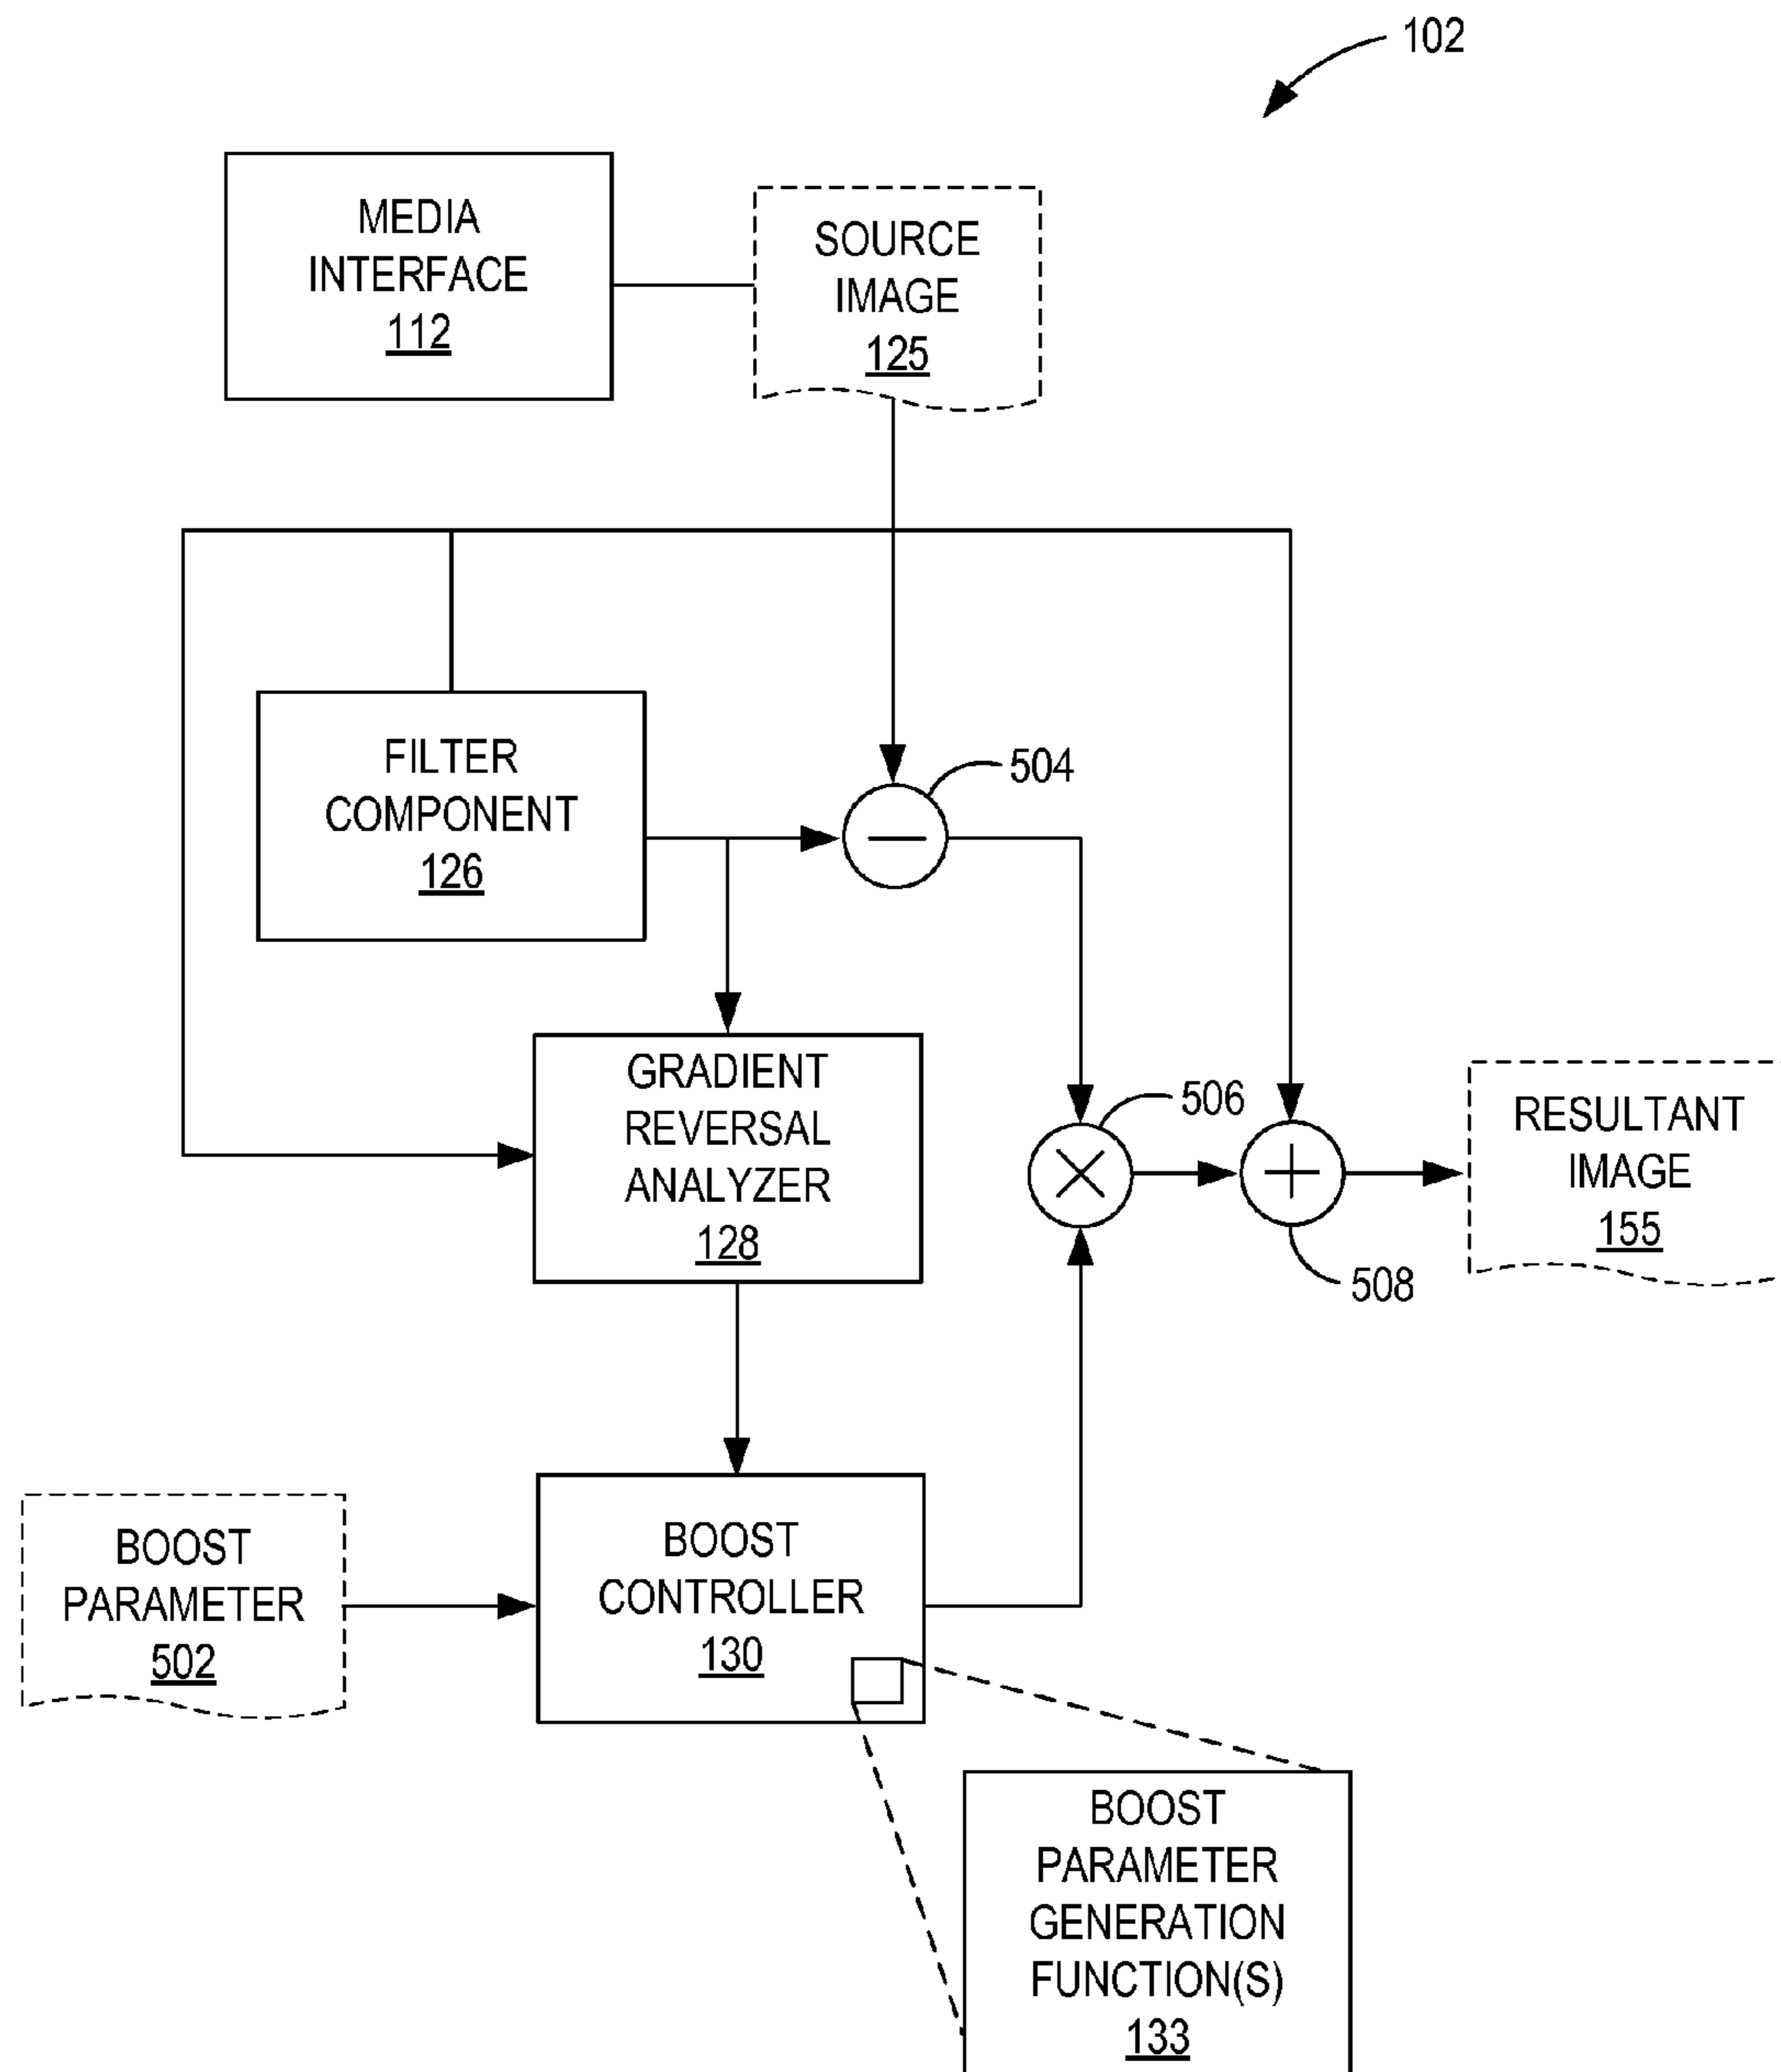 102
MEDIA
INTERFACE
112
SOURCE
IMAGE
125
FILTER
COMPONENT
126
504
GRADIENT
REVERSAL
ANALYZER
128
506
508
RESULTANT
IMAGE
155
BOOST
PARAMETER
502
BOOST
CONTROLLER
130
BOOST
PARAMETER
GENERATION
FUNCTION(S)
133